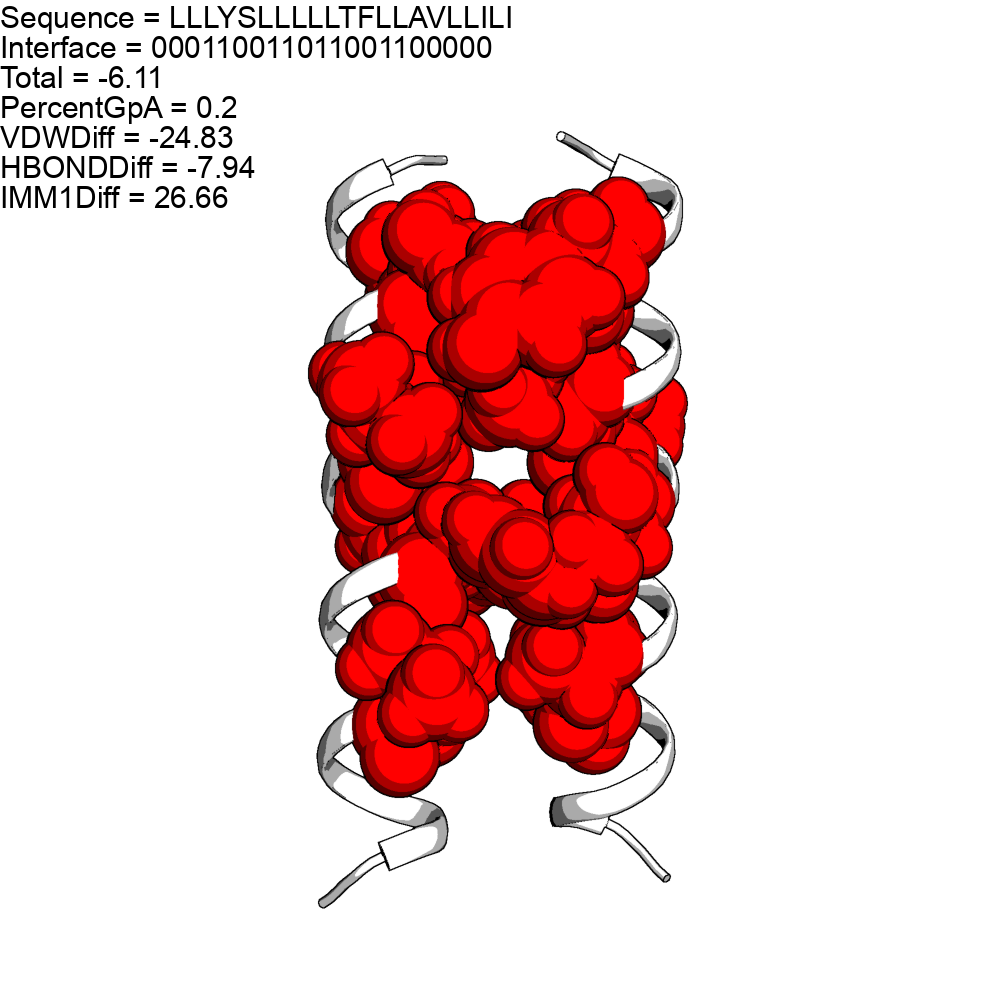 Sequence = LLLYSLLLLLTFLLAVLLILI
Interface = 000110011011001100000
Total = -6.11
PercentGpA = 0.2
VDWDiff = -24.83
HBONDDiff = -7.94
IMM1Diff = 26.66